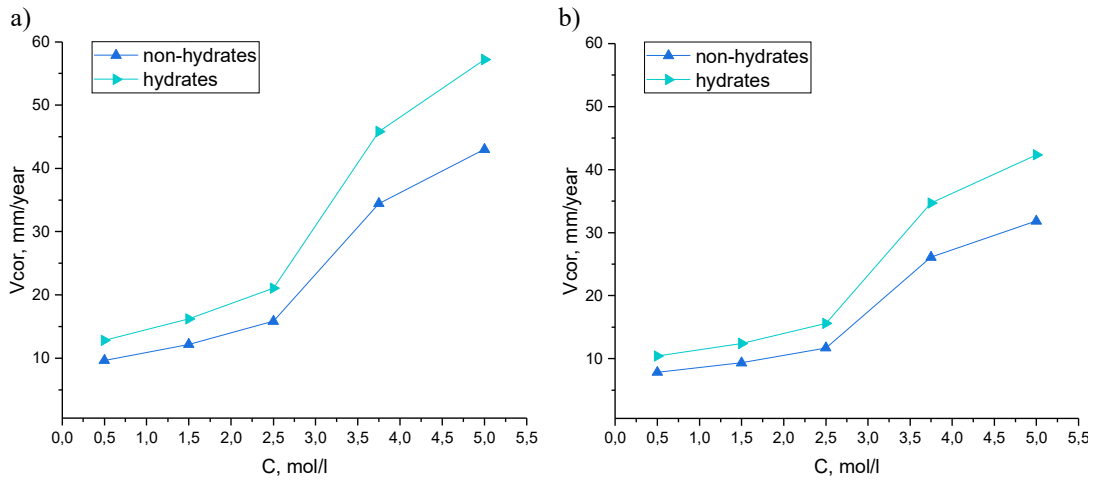 a)
60
50
40
30
20
10
Vcor, mm/year
non-hydrates
hydrates
0,0 0,5 1,0 1,5 2,0 2,5 3,0 3,5 4,0 4,5 5,0 5,5
C, mol/l
b)
60
50
40
30
20
10
Vcor, mm/year
non-hydrates
hydrates
0,0 0,5 1,0 1,5 2,0 2,5 3,0 3,5 4,0 4,5 5,0 5,5
C, mol/l